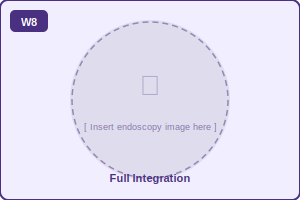 W8
[ Insert endoscopy image here ]
Full Integration